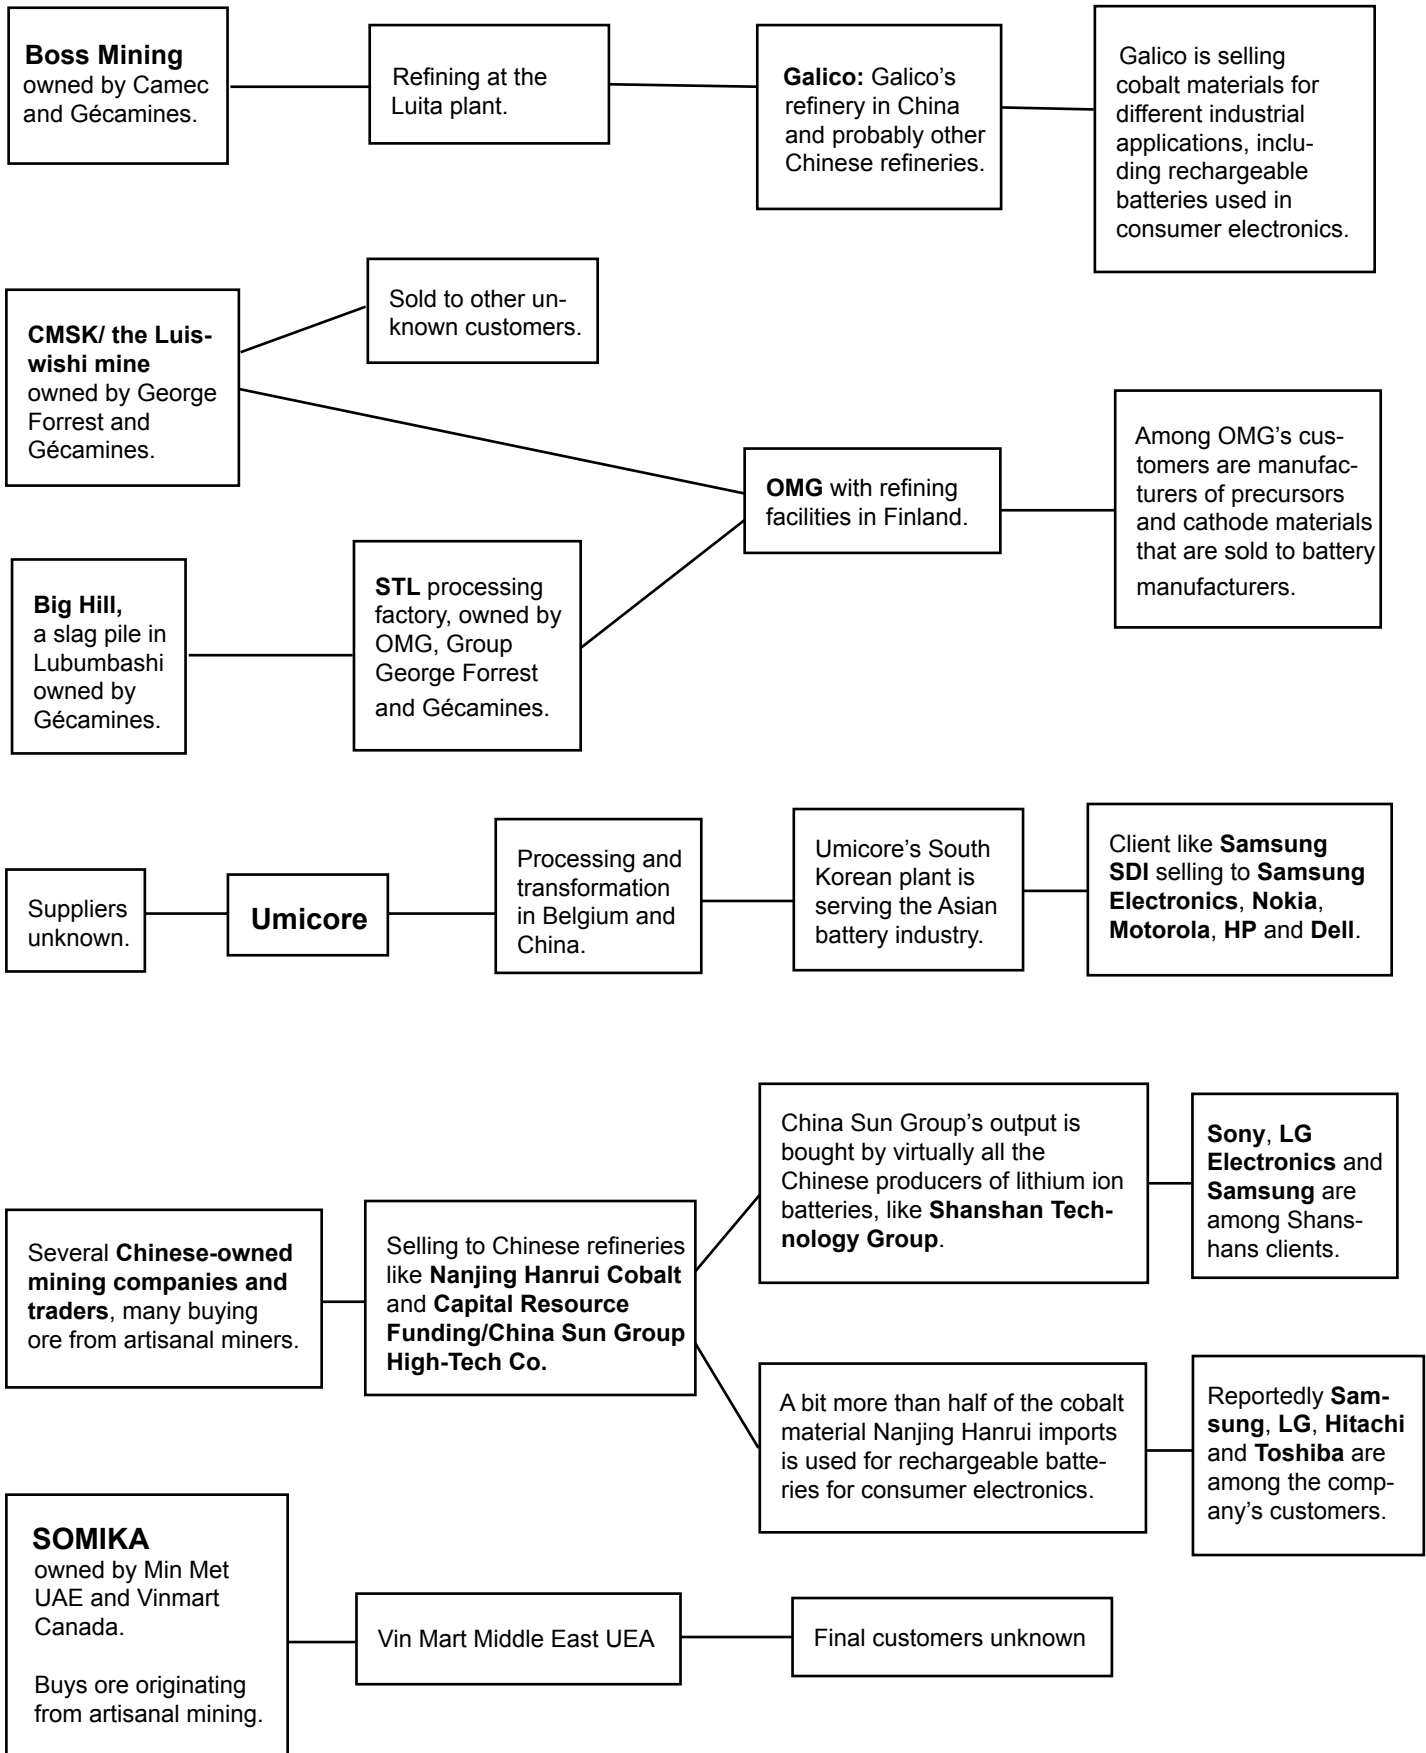 Boss Mining
owned by Camec
and Gécamines.
Refining at the
Luita plant.
Galico: Galico’s
refinery in China
and probably other
Chinese refineries.
Galico is selling
cobalt materials for
different industrial
applications, inclu-
ding rechargeable
batteries used in
consumer electronics.
CMSK/ the Luis-
wishi mine
owned by George
Forrest and
Gécamines.
Sold to other un-
known customers.
Big Hill,
a slag pile in
Lubumbashi
owned by
Gécamines.
STL processing
factory, owned by
OMG, Group
George Forrest
and Gécamines.
OMG with refining
facilities in Finland.
Among OMG’s cus-
tomers are manufac-
turers of precursors
and cathode materials
that are sold to battery
manufacturers.
Suppliers
unknown.
Umicore
Processing and
transformation
in Belgium and
China.
Umicore’s South
Korean plant is
serving the Asian
battery industry.
Client like Samsung
SDI selling to Samsung
Electronics, Nokia,
Motorola, HP and Dell.
Several Chinese-owned
mining companies and
traders, many buying
ore from artisanal miners.
Selling to Chinese refineries
like Nanjing Hanrui Cobalt
and Capital Resource
Funding/China Sun Group
High-Tech Co.
China Sun Group’s output is
bought by virtually all the
Chinese producers of lithium ion
batteries, like Shanshan Tech-
nology Group.
Sony, LG
Electronics and
Samsung are
among Shans-
hans clients.
A bit more than half of the cobalt
material Nanjing Hanrui imports
is used for rechargeable batte-
ries for consumer electronics.
Reportedly Sam-
sung, LG, Hitachi
and Toshiba are
among the comp-
any’s customers.
SOMIKA
owned by Min Met
UAE and Vinmart
Canada.
Buys ore originating
from artisanal mining.
Vin Mart Middle East UEA
Final customers unknown